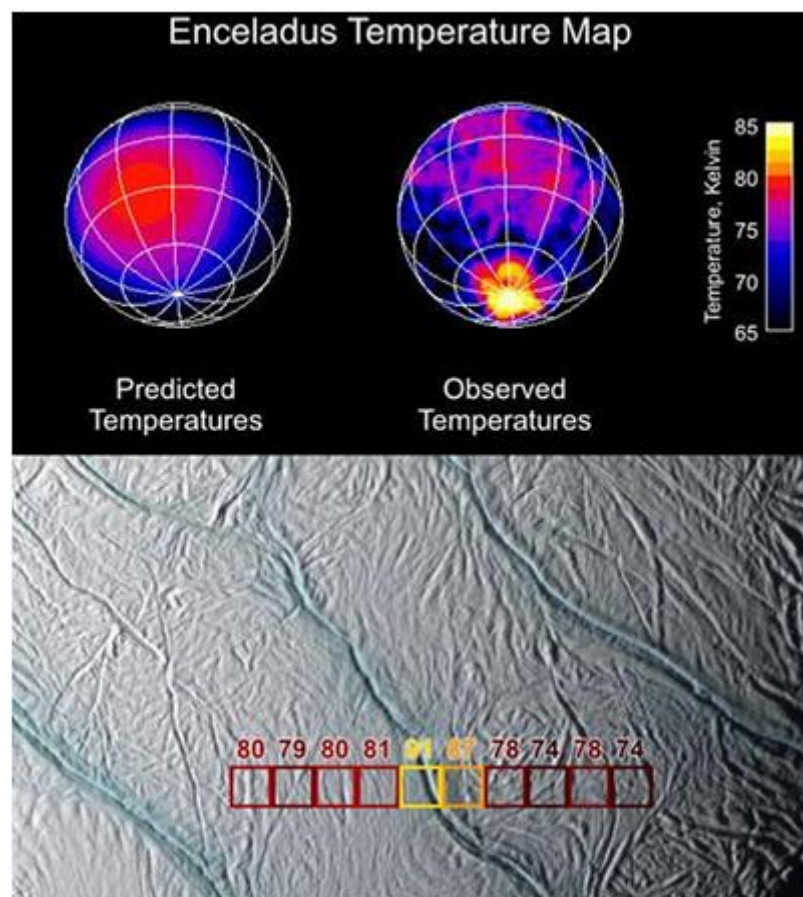 Enceladus Temperature Map
85
80
75
70
65
Temperature, Kelvin
Predicted
Temperatures
Observed
Temperatures
80 79 80 81 91 87 78 74 78 74